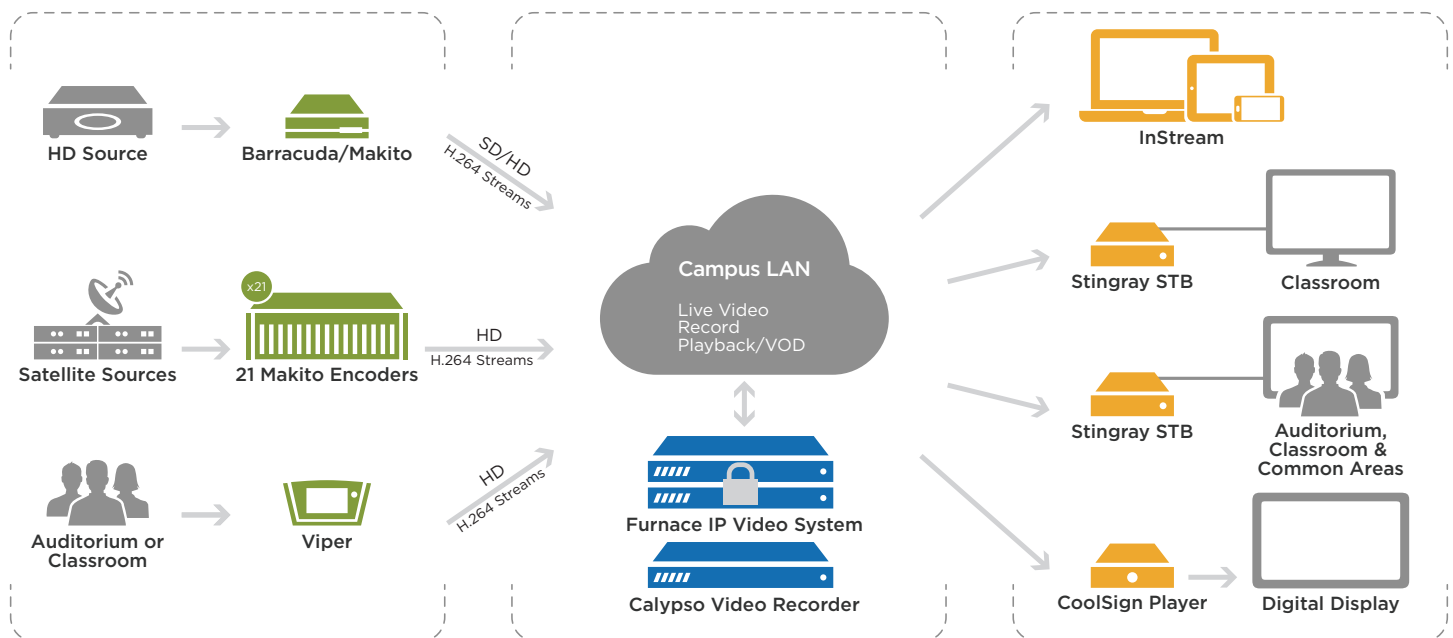 HD Source
Barracuda/Makito
SD/HD
H.264 Streams
x21
Satellite Sources
21 Makito Encoders
HD
H.264 Streams
Auditorium or
Classroom
Viper
HD
H.264 Streams
Campus LAN
Live Video
Record
Playback/VOD
Furnace IP Video System
Calypso Video Recorder
InStream
Stingray STB
Classroom
Stingray STB
Auditorium,
Classroom &
Common Areas
CoolSign Player
Digital Display